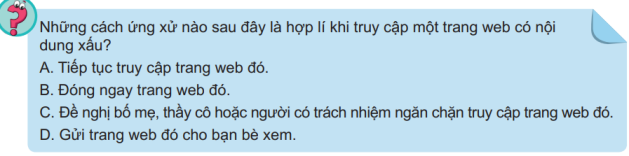 Những cách ứng xử nào sau đây là hợp lí khi truy cập một trang web có nội
dung xấu?
A. Tiếp tục truy cập trang web đó.
B. Đóng ngay trang web đó.
C. Đề nghị bố mẹ, thầy cô hoặc người có trách nhiệm ngăn chặn truy cập trang web đó.
D. Gửi trang web đó cho bạn bè xem.